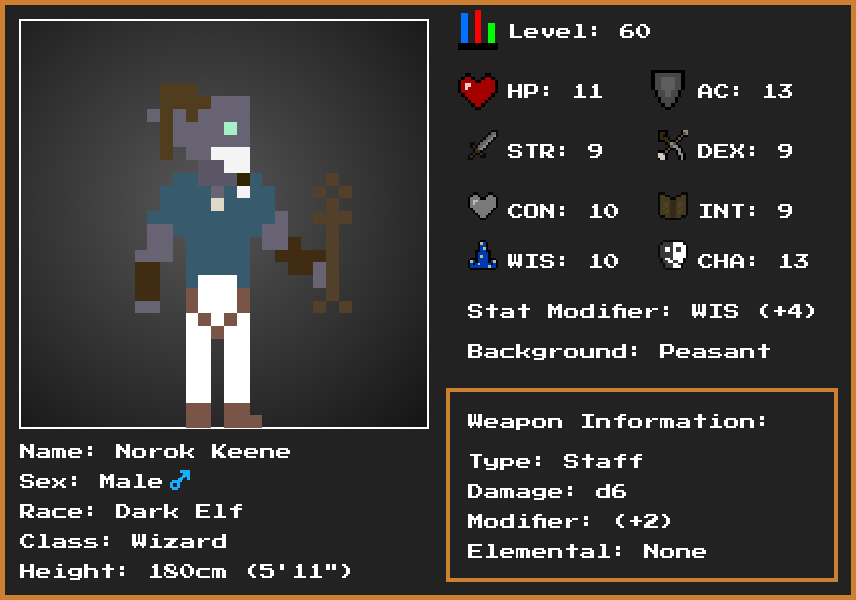 Level: 60
HP: 11 AC: 13
STR: 9 DEX: 9
CON: 10 INT: 9
WIS: 10 CHA: 13
Stat Modifier: WIS (+4)
Background: Peasant
Weapon Information:
Type: Staff
Damage: d6
Modifier: (+2)
Elemental: None
Name: Norok Keene
Sex: Male♂
Race: Dark Elf
Class: Wizard
Height: 180cm (5'11")